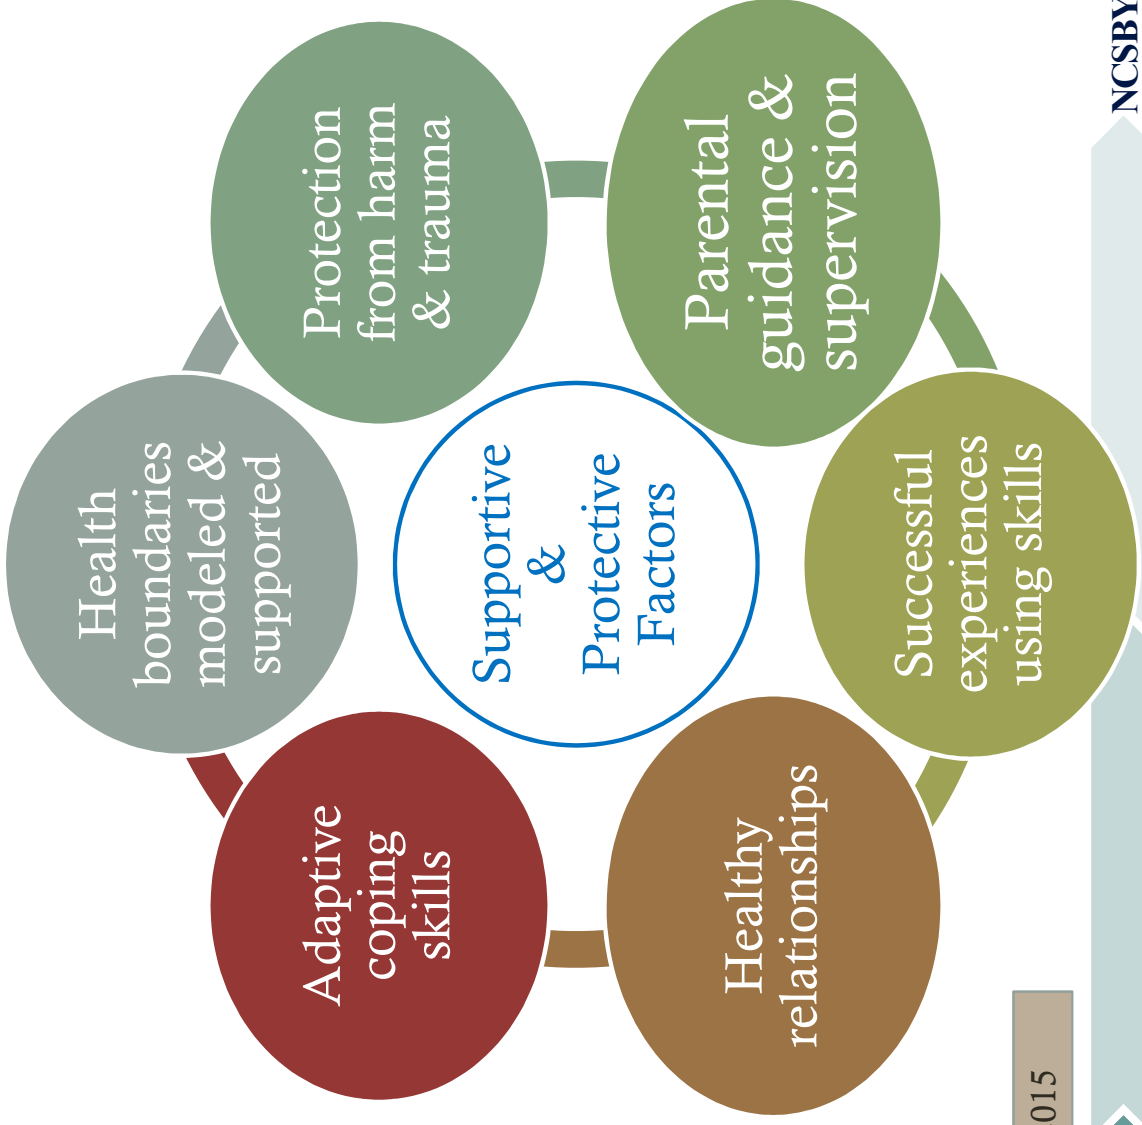 Health
boundaries
modeled &
supported
Protection
from harm
& trauma
Parental
guidance &
supervision
Successful
experiences
using skills
Healthy
relationships
Adaptive
coping
skills
Supportive
&
Protective
Factors
015
NCSBY